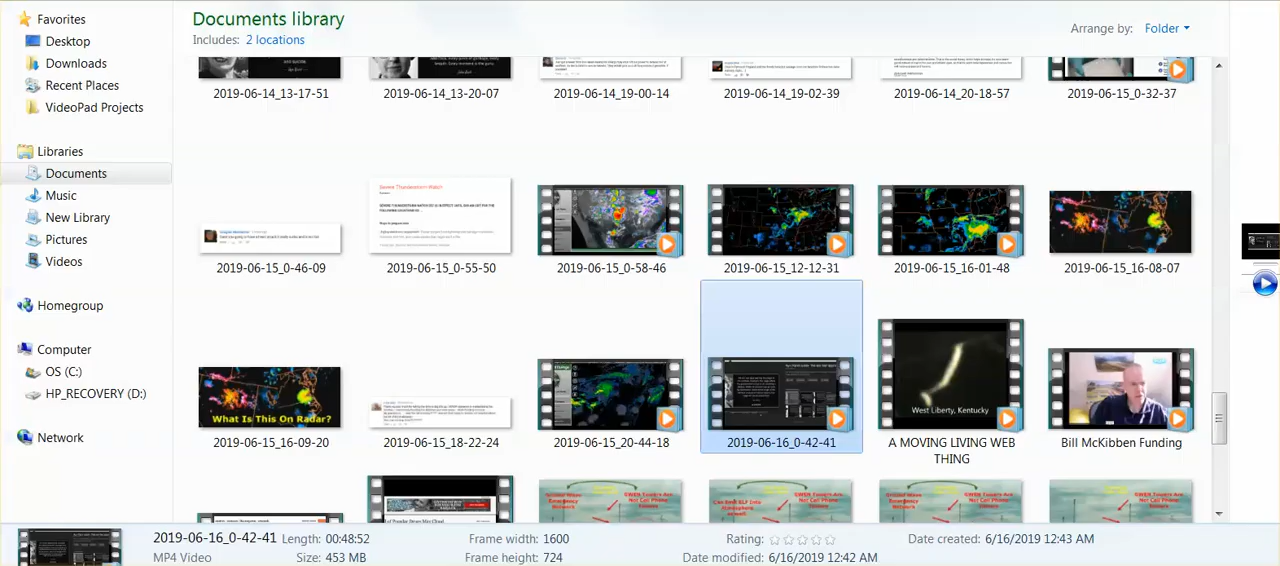 Favorites
Desktop
Downloads
Recent Places
VideoPad Projects
Libraries
Documents
Music
New Library
Pictures
Videos
Homegroup
Computer
OS (C:)
HP_RECOVERY (D:)
Network
Documents library
Includes: 2 locations
Arrange by: Folder
2019-06-14_13-17-51
2019-06-14_13-20-07
2019-06-14_19-00-14
2019-06-14_19-02-39
2019-06-14_20-18-57
2019-06-15_0-32-37
Severe Thunderstorm Watch
2019-06-15_0-46-09
2019-06-15_0-55-50
2019-06-15_0-58-46
2019-06-15_12-12-31
2019-06-15_16-01-48
2019-06-15_16-08-07
What Is This On Radar?
West Liberty, Kentucky
2019-06-15_16-09-20
2019-06-15_18-22-24
2019-06-15_20-44-18
2019-06-16_0-42-41
A MOVING LIVING WEB
THING
Bill McKibben Funding
2019-06-16_0-42-41 Length: 00:48:52 Frame width: 1600 Rating: Date created: 6/16/2019 12:43 AM
MP4 Video Size: 453 MB Frame height: 724 Date modified: 6/16/2019 12:42 AM